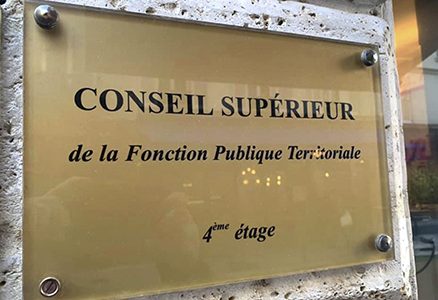 CONSEIL SUPÉRIEUR
de la Fonction Publique Territoriale
4ème étage